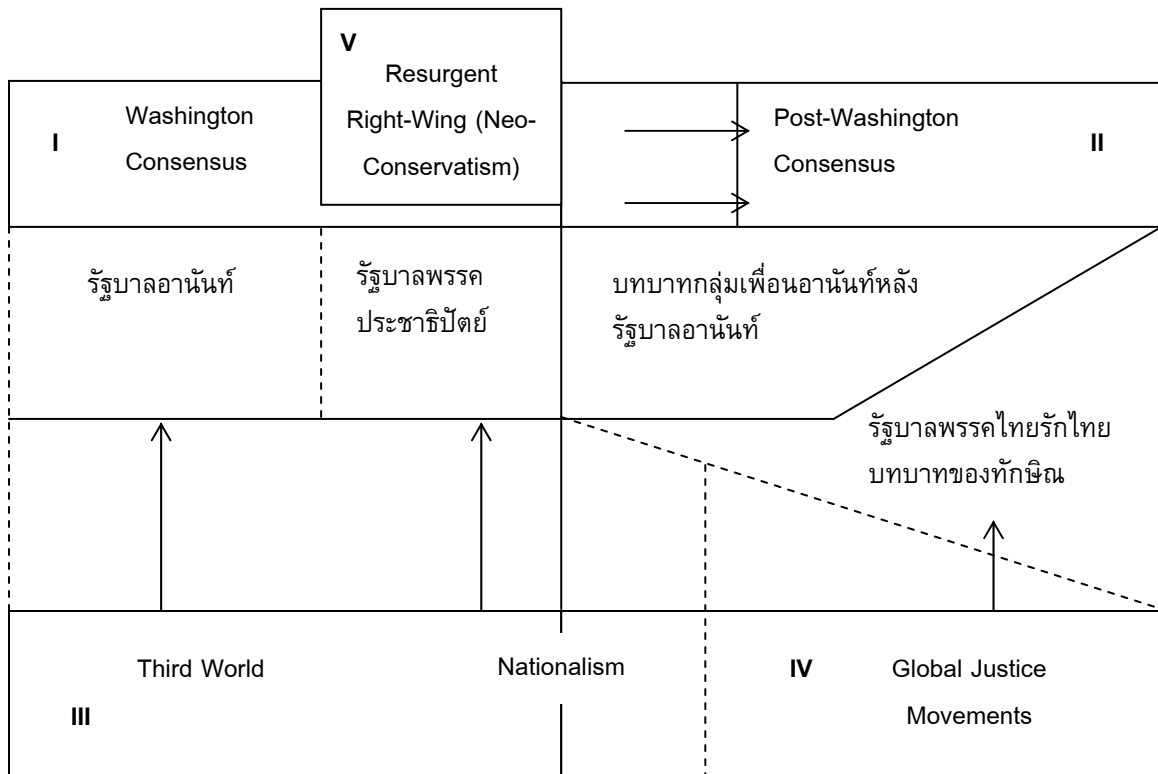 V
Resurgent
Right-Wing (Neo-
Conservatism)
I
Washington
Consensus
Post-Washington
Consensus
II
รัฐบาลอานันท์
รัฐบาลพรรค
ประชาธิปัตย์
บทบาทกลุ่มเพื่อนอานันท์หลัง
รัฐบาลอานันท์
รัฐบาลพรรคไทยรักไทย
บทบาทของทักษิณ
Third World
Nationalism
III
IV
Global Justice
Movements